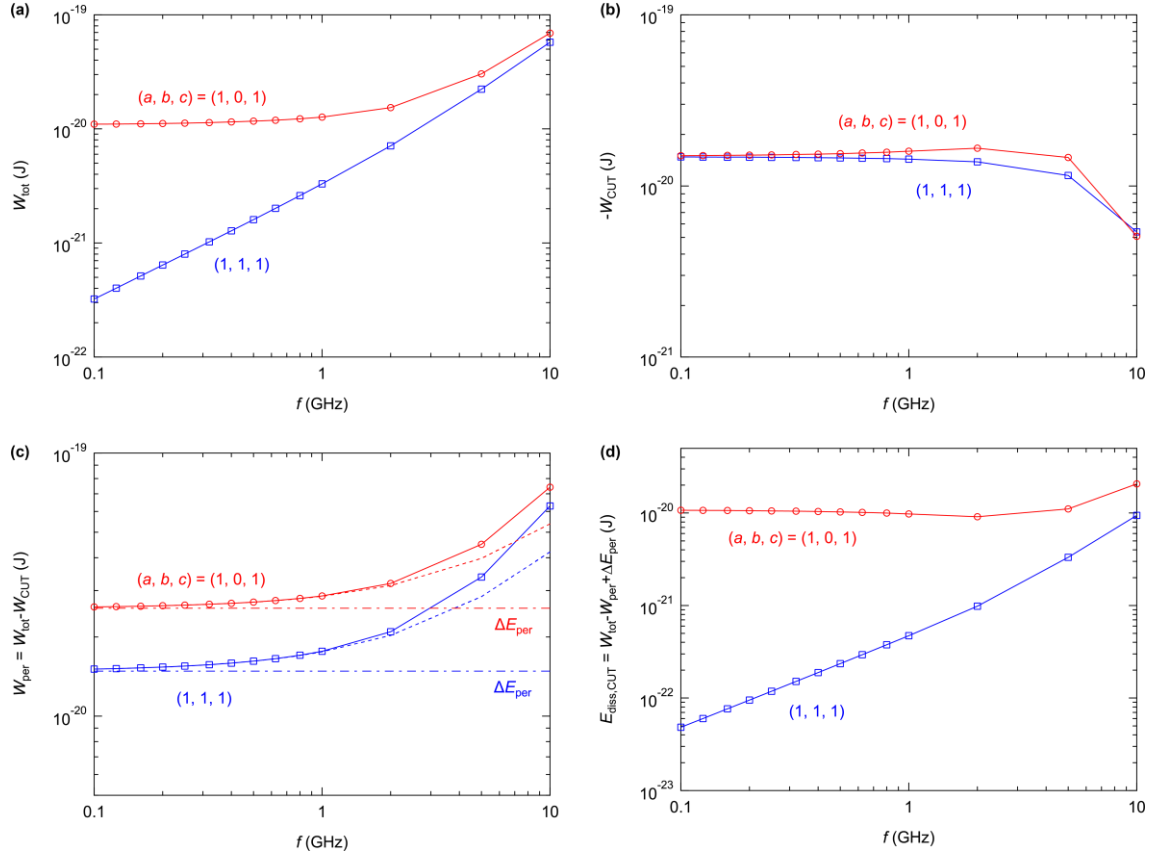 (a)
10⁻¹⁹
10⁻²⁰
10⁻²¹
10⁻²²
W_tot (J)
(a, b, c) = (1, 0, 1)
(1, 1, 1)
0.1
1
10
f (GHz)
(b)
10⁻¹⁹
10⁻²⁰
10⁻²¹
-W_CUT (J)
(a, b, c) = (1, 0, 1)
(1, 1, 1)
0.1
1
10
f (GHz)
(c)
10⁻¹⁹
10⁻²⁰
W_per = W_tot-W_CUT (J)
(a, b, c) = (1, 0, 1)
ΔE_per
ΔE_per
(1, 1, 1)
0.1
1
10
f (GHz)
(d)
10⁻²⁰
10⁻²¹
10⁻²²
10⁻²³
E_diss,CUT = W_tot-W_per+ΔE_per (J)
(a, b, c) = (1, 0, 1)
(1, 1, 1)
0.1
1
10
f (GHz)